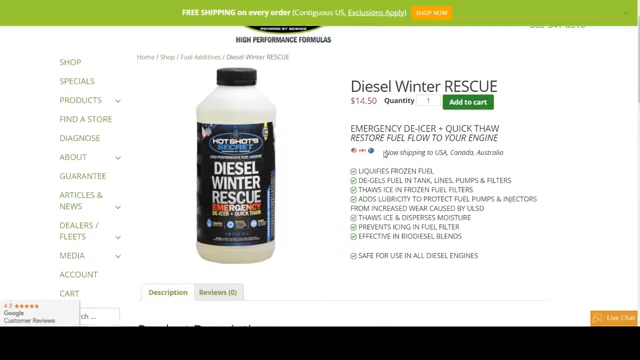 FREE SHIPPING on every order (Contiguous US, Exclusions Apply) SHOP NOW
HIGH PERFORMANCE FORMULAS
Home / Shop / Fuel Additives / Diesel Winter RESCUE
SHOP
SPECIALS
PRODUCTS
FIND A STORE
DIAGNOSE
ABOUT
GUARANTEE
ARTICLES & NEWS
DEALERS / FLEETS
MEDIA
ACCOUNT
CART
4.8
Google
Customer Reviews
HOT SHOT'S
SECRET
DIESEL
WINTER
RESCUE
EMERGENCY
DE-ICER + QUICK THAW
Diesel Winter RESCUE
$14.50 Quantity 1 Add to cart
EMERGENCY DE-ICER + QUICK THAW
RESTORE FUEL FLOW TO YOUR ENGINE
Now shipping to USA, Canada, Australia
LIQUIFIES FROZEN FUEL
DE-GELS FUEL IN TANK, LINES, PUMPS & FILTERS
THAWS ICE IN FROZEN FUEL FILTERS
ADDS LUBRICITY TO PROTECT FUEL PUMPS & INJECTORS
FROM INCREASED WEAR CAUSED BY ULSD
THAWS ICE & DISPERSES MOISTURE
PREVENTS ICING IN FUEL FILTER
EFFECTIVE IN BIODIESEL BLENDS
SAFE FOR USE IN ALL DIESEL ENGINES
Description Reviews (0)
Live Chat